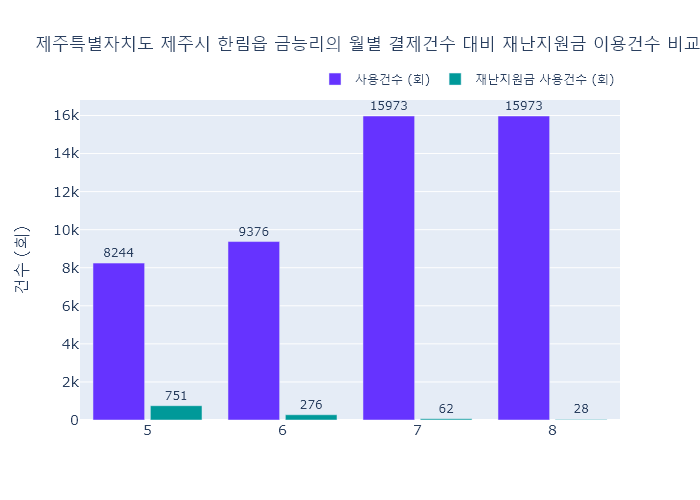 제주특별자치도 제주시 한림읍 금능리의 월별 결제건수 대비 재난지원금 이용건수 비교
사용건수 (회) 재난지원금 사용건수 (회)
건수 (회)
16k
14k
12k
10k
8k
6k
4k
2k
0
8244
751
9376
276
15973
62
15973
28
5 6 7 8